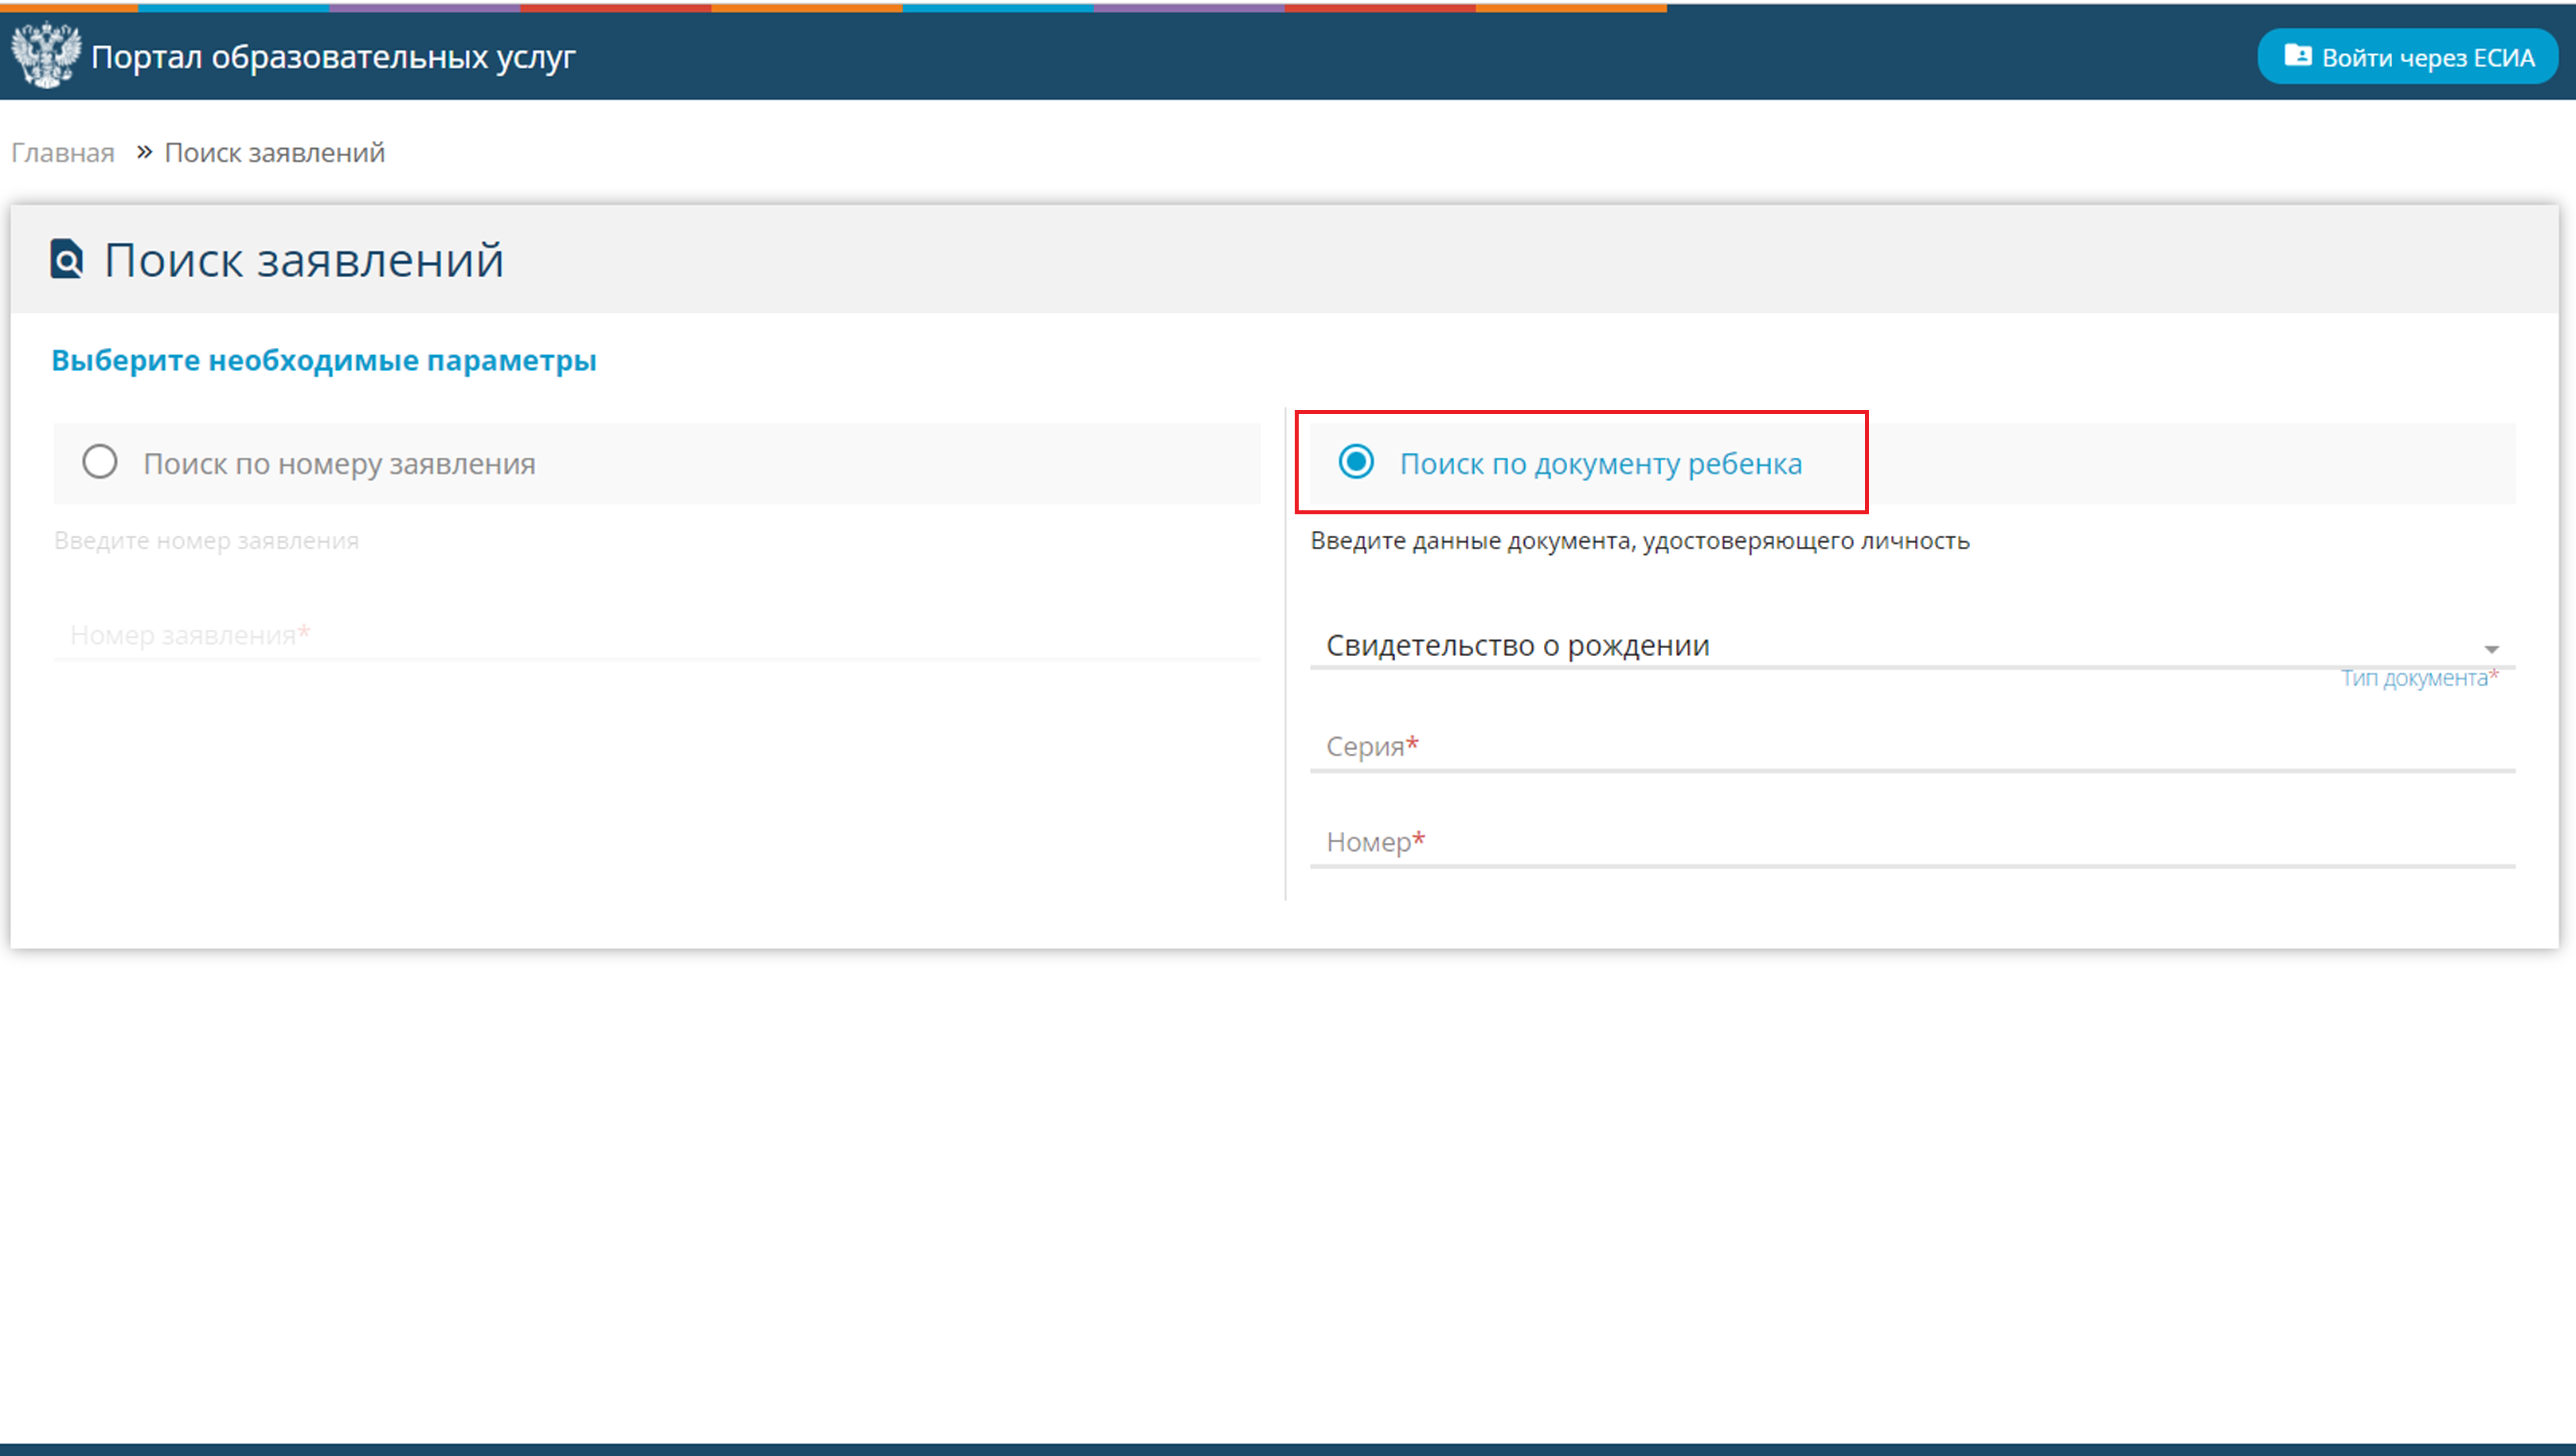 Портал образовательных услуг
Войти через ЕСИА
Главная » Поиск заявлений
Поиск заявлений
Выберите необходимые параметры
Поиск по номеру заявления
Введите номер заявления
Номер заявления*
Поиск по документу ребенка
Введите данные документа, удостоверяющего личность
Свидетельство о рождении
Тип документа*
Серия*
Номер*